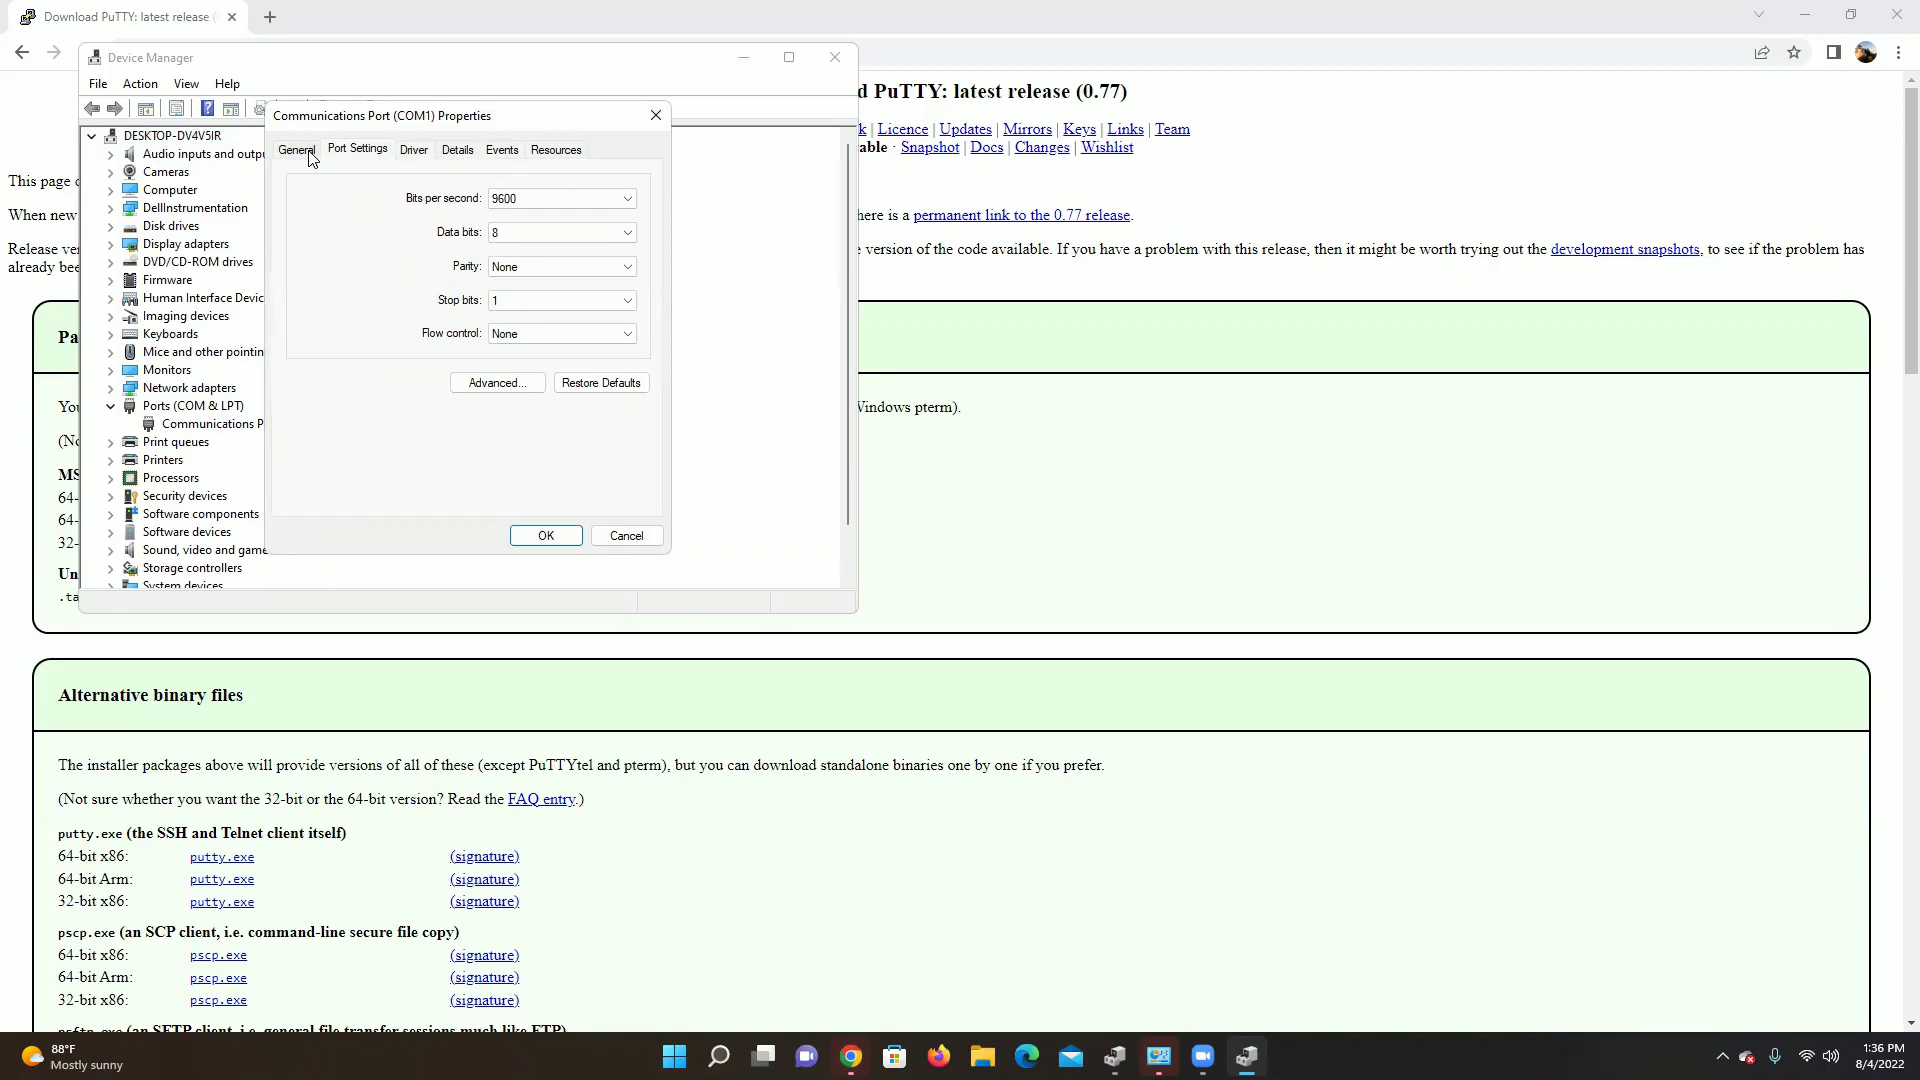 Download PuTTY: latest release (
Device Manager
File Action View Help
Communications Port (COM1) Properties
General Port Settings Driver Details Events Resources
Bits per second: 9600
Data bits: 8
Parity: None
Stop bits: 1
Flow control: None
Advanced... Restore Defaults
OK Cancel
DESKTOP-DV4V5IR
Audio inputs and outpu
Cameras
Computer
DellInstrumentation
Disk drives
Display adapters
DVD/CD-ROM drives
Firmware
Human Interface Devic
Imaging devices
Keyboards
Mice and other pointin
Monitors
Network adapters
Ports (COM & LPT)
Communications P
Print queues
Printers
Processors
Security devices
Software components
Software devices
Sound, video and game
Storage controllers
System devices
d PuTTY: latest release (0.77)
k | Licence | Updates | Mirrors | Keys | Links | Team
able · Snapshot | Docs | Changes | Wishlist
This page c
When new here is a permanent link to the 0.77 release.
Release ver version of the code available. If you have a problem with this release, then it might be worth trying out the development snapshots, to see if the problem has
already bee
Pa
You Windows pterm).
(No
MS
64-
64-
32-
Un
.ta
Alternative binary files
The installer packages above will provide versions of all of these (except PuTTYtel and pterm), but you can download standalone binaries one by one if you prefer.
(Not sure whether you want the 32-bit or the 64-bit version? Read the FAQ entry.)
putty.exe (the SSH and Telnet client itself)
64-bit x86: putty.exe (signature)
64-bit Arm: putty.exe (signature)
32-bit x86: putty.exe (signature)
pscp.exe (an SCP client, i.e. command-line secure file copy)
64-bit x86: pscp.exe (signature)
64-bit Arm: pscp.exe (signature)
32-bit x86: pscp.exe (signature)
psftp.exe (an SFTP client, i.e. general file transfer sessions much like FTP)
88°F
Mostly sunny
1:36 PM
8/4/2022